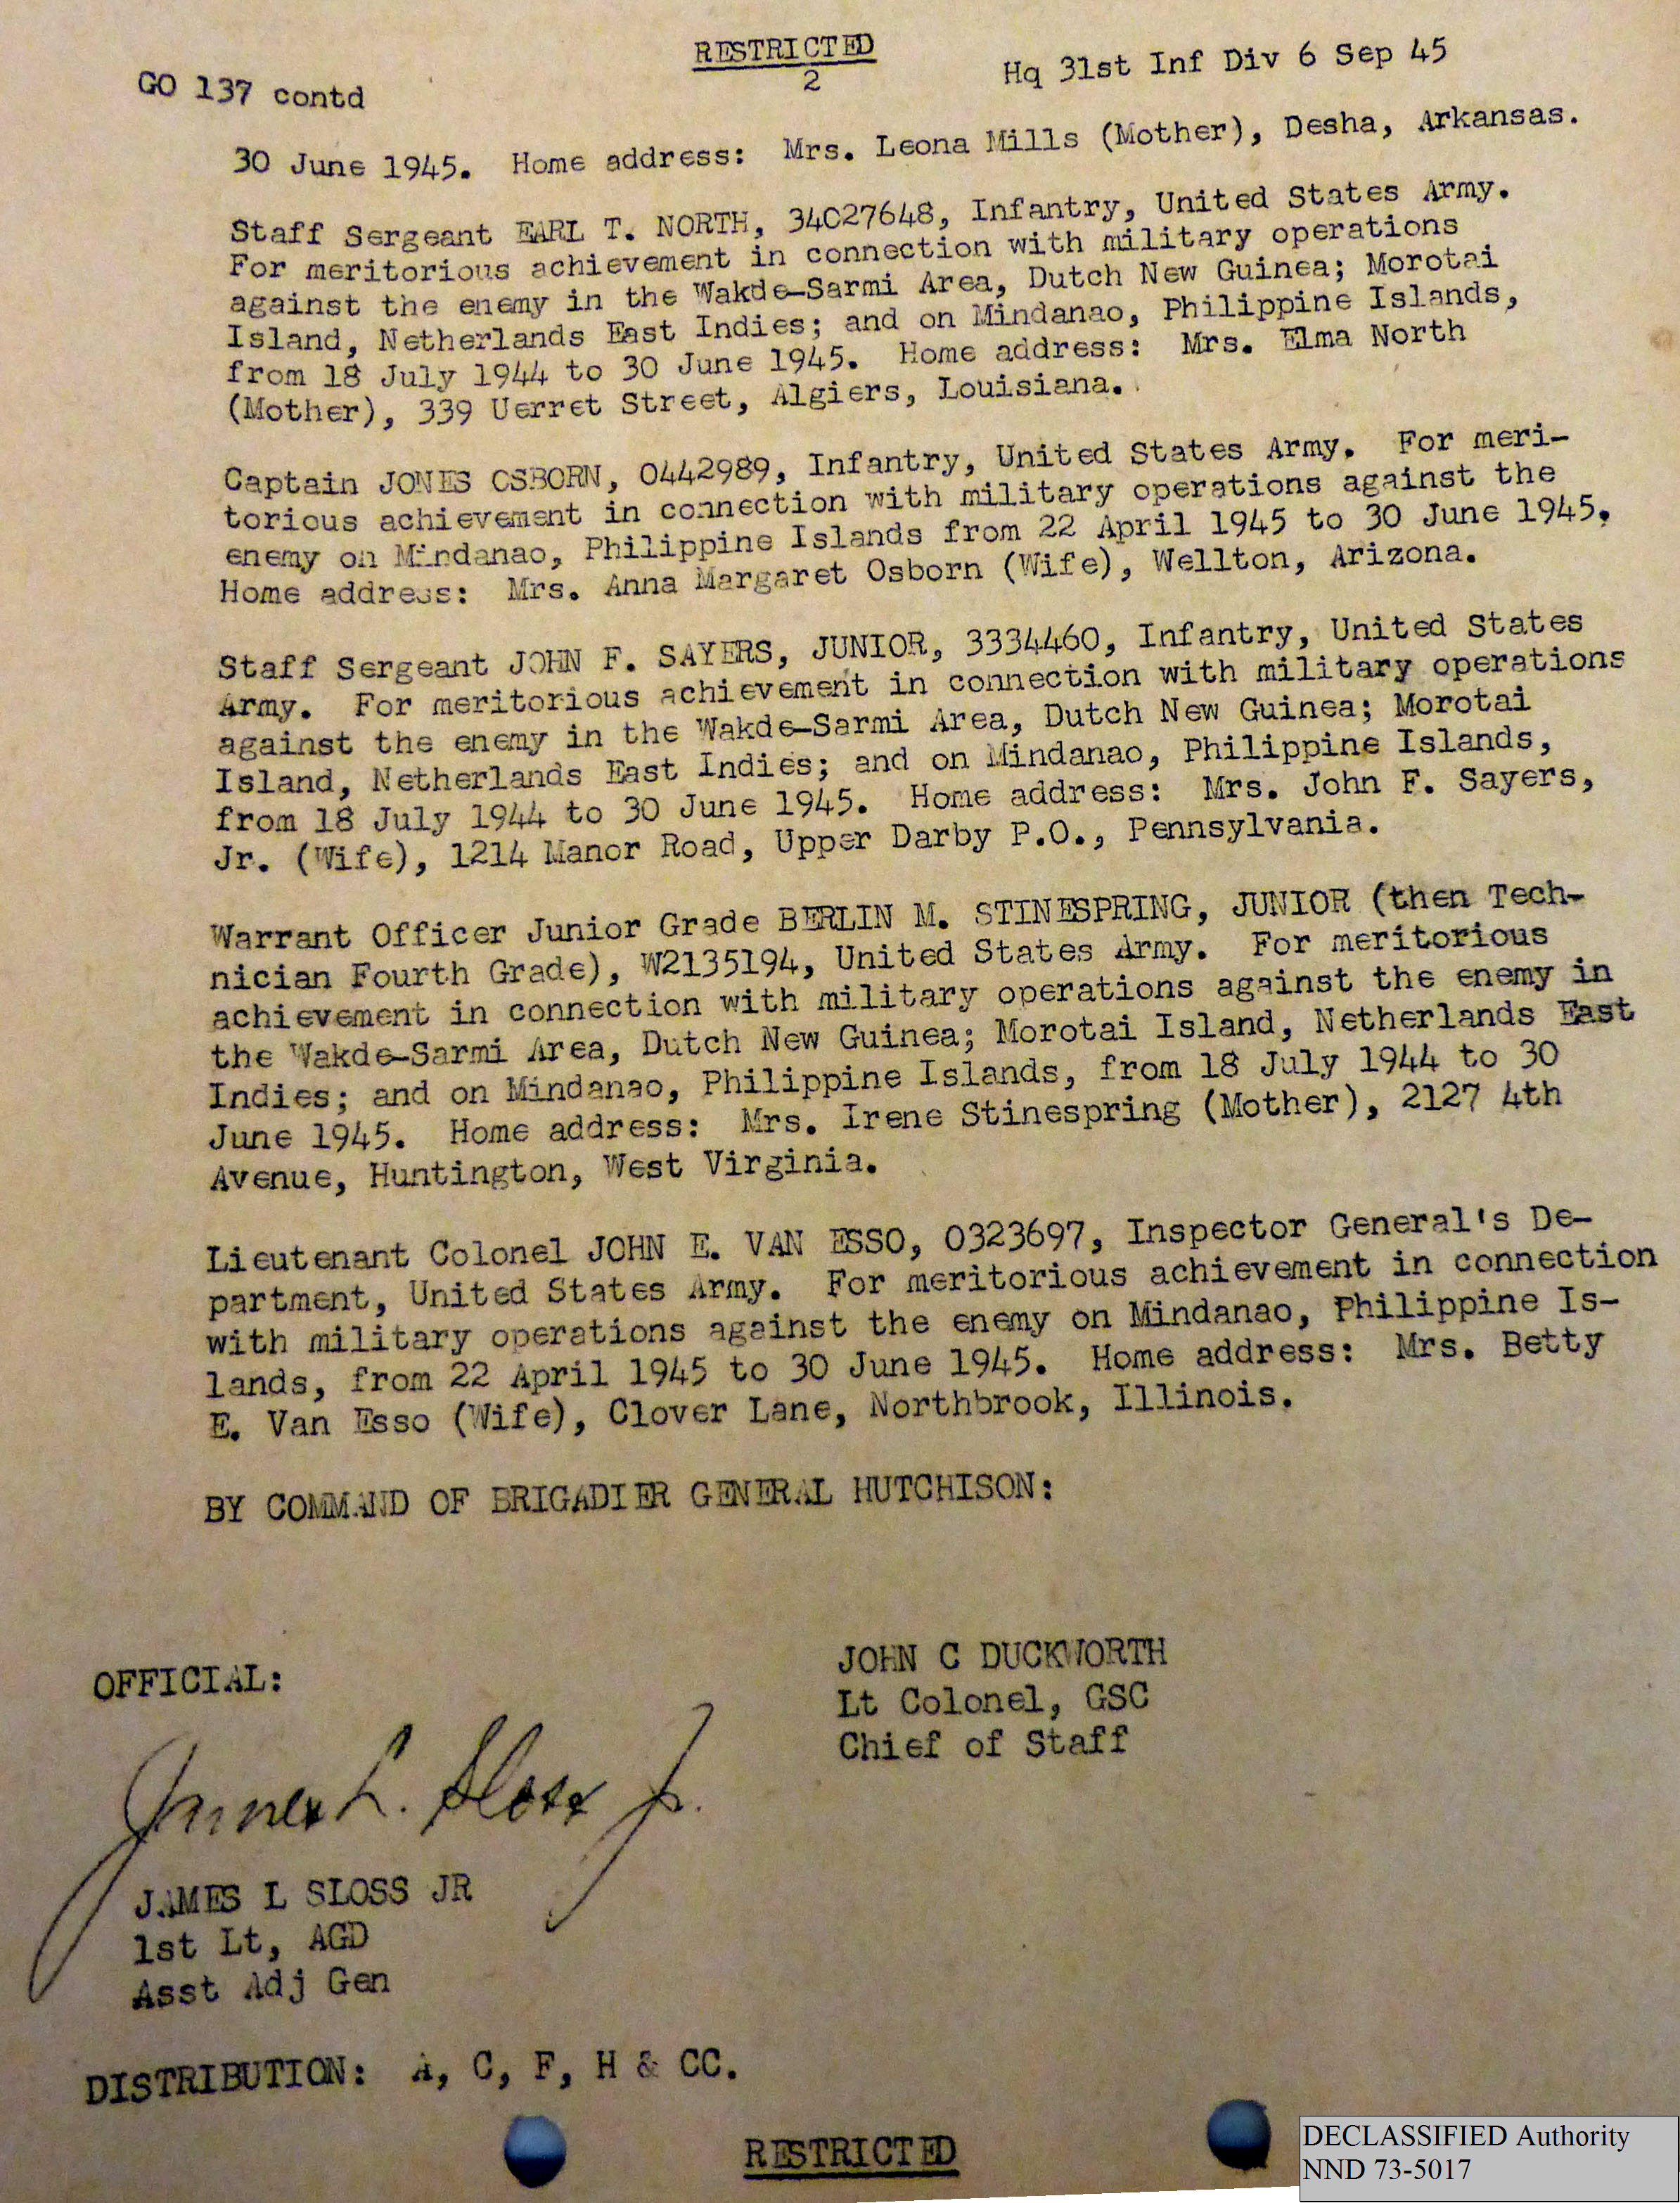 RESTRICTED
2
GO 137 contd
Hq 31st Inf Div 6 Sep 45
30 June 1945. Home address: Mrs. Leona Mills (Mother), Desha, Arkansas.
Staff Sergeant EARL T. NORTH, 34027648, Infantry, United States Army.
For meritorious achievement in connection with military operations
against the enemy in the Wakde-Sarmi Area, Dutch New Guinea; Morotai
Island, Netherlands East Indies; and on Mindanao, Philippine Islands,
from 18 July 1944 to 30 June 1945. Home address: Mrs. Elma North
(Mother), 339 Uerret Street, Algiers, Louisiana.
Captain JONES OSBORN, O442989, Infantry, United States Army. For meri-
torious achievement in connection with military operations against the
enemy on Mindanao, Philippine Islands from 22 April 1945 to 30 June 1945.
Home address: Mrs. Anna Margaret Osborn (Wife), Wellton, Arizona.
Staff Sergeant JOHN F. SAYERS, JUNIOR, 3334460, Infantry, United States
Army. For meritorious achievement in connection with military operations
against the enemy in the Wakde-Sarmi Area, Dutch New Guinea; Morotai
Island, Netherlands East Indies; and on Mindanao, Philippine Islands,
from 18 July 1944 to 30 June 1945. Home address: Mrs. John F. Sayers,
Jr. (Wife), 1214 Manor Road, Upper Darby P.O., Pennsylvania.
Warrant Officer Junior Grade BERLIN M. STINESPRING, JUNIOR (then Tech-
nician Fourth Grade), W2135194, United States Army. For meritorious
achievement in connection with military operations against the enemy in
the Wakde-Sarmi Area, Dutch New Guinea; Morotai Island, Netherlands East
Indies; and on Mindanao, Philippine Islands, from 18 July 1944 to 30
June 1945. Home address: Mrs. Irene Stinespring (Mother), 2127 4th
Avenue, Huntington, West Virginia.
Lieutenant Colonel JOHN E. VAN ESSO, O323697, Inspector General's De-
partment, United States Army. For meritorious achievement in connection
with military operations against the enemy on Mindanao, Philippine Is-
lands, from 22 April 1945 to 30 June 1945. Home address: Mrs. Betty
E. Van Esso (Wife), Clover Lane, Northbrook, Illinois.
BY COMMAND OF BRIGADIER GENERAL HUTCHISON:
JOHN C DUCKWORTH
Lt Colonel, GSC
Chief of Staff
OFFICIAL:
James L. Sloss Jr.
JAMES L SLOSS JR
1st Lt, AGD
Asst Adj Gen
DISTRIBUTION: A, C, F, H & CC.
RESTRICTED
DECLASSIFIED Authority
NND 73-5017